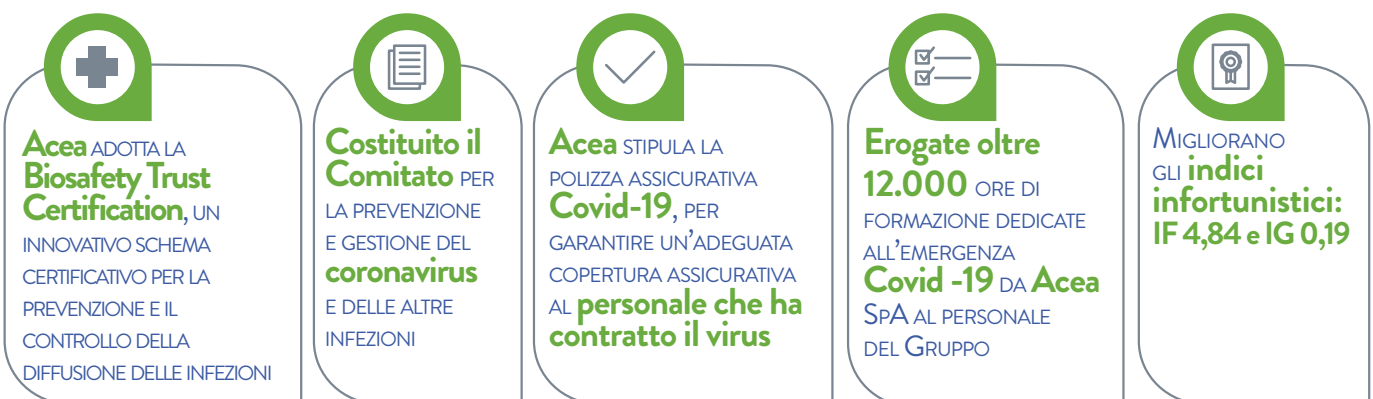 Acea ADOTTA LA
Biosafety Trust
Certification, UN
INNOVATIVO SCHEMA
CERTIFICATIVO PER LA
PREVENZIONE E IL
CONTROLLO DELLA
DIFFUSIONE DELLE INFEZIONI
Costituito il
Comitato PER
LA PREVENZIONE
E GESTIONE DEL
coronavirus
E DELLE ALTRE
INFEZIONI
Acea STIPULA LA
POLIZZA ASSICURATIVA
Covid-19, PER
GARANTIRE UN'ADEGUATA
COPERTURA ASSICURATIVA
AL personale che ha
contratto il virus
Erogate oltre
12.000 ORE DI
FORMAZIONE DEDICATE
ALL'EMERGENZA
Covid -19 DA Acea
SPA AL PERSONALE
DEL GRUPPO
MIGLIORANO
GLI indici
infortunistici:
IF 4,84 e IG 0,19